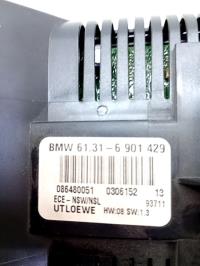 BMW 61.31- 6 901 429
086480051 0306152 13
ECE-NSW/NSL 93711
UTLOEWE HW:08 SW:1.3